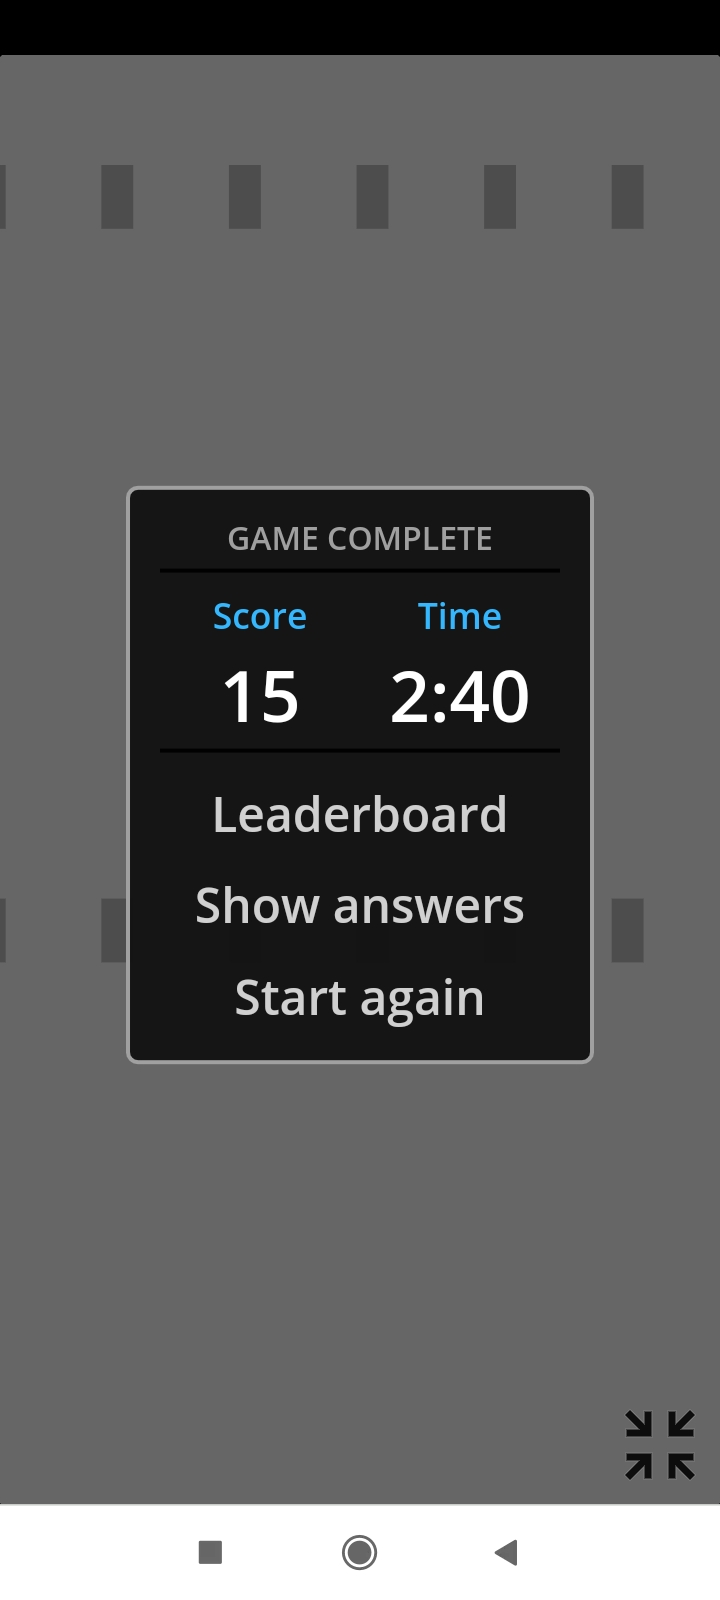 GAME COMPLETE
Score Time
15 2:40
Leaderboard
Show answers
Start again